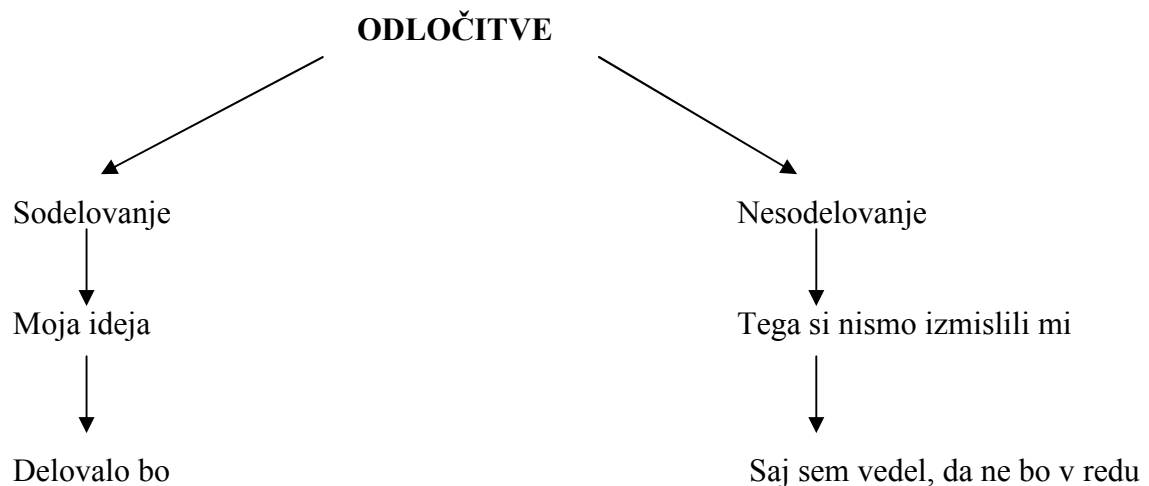 ODLOČITVE
Sodelovanje
Nesodelovanje
Moja ideja
Tega si nismo izmislili mi
Delovalo bo
Saj sem vedel, da ne bo v redu